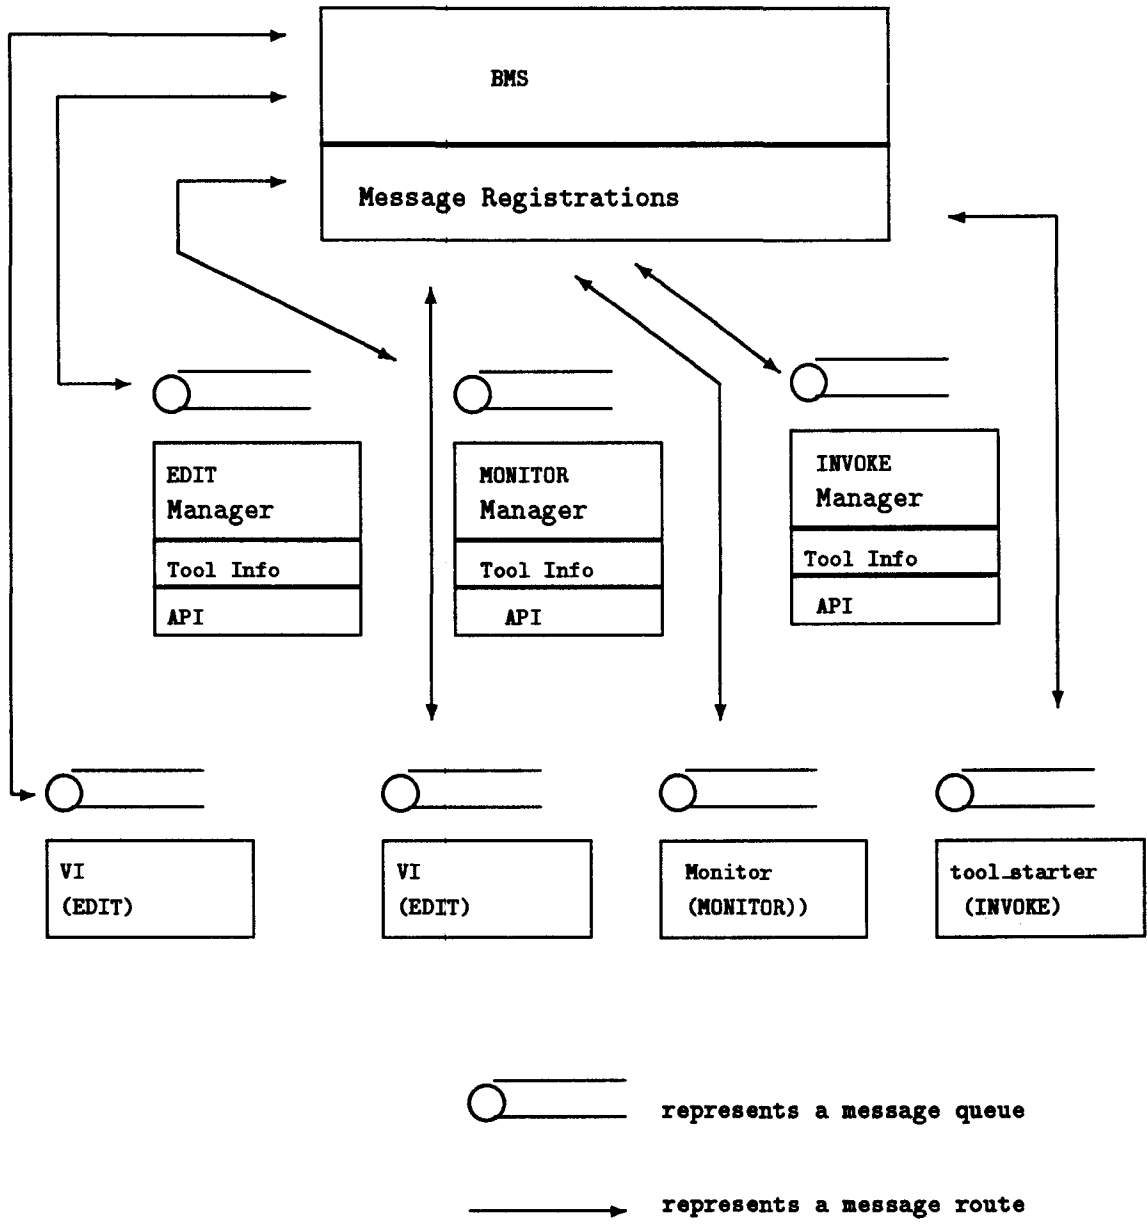 BMS
Message Registrations
EDIT
Manager
Tool Info
API
MONITOR
Manager
Tool Info
API
INVOKE
Manager
Tool Info
API
VI
(EDIT)
VI
(EDIT)
Monitor
(MONITOR))
tool_starter
(INVOKE)
represents a message queue
represents a message route